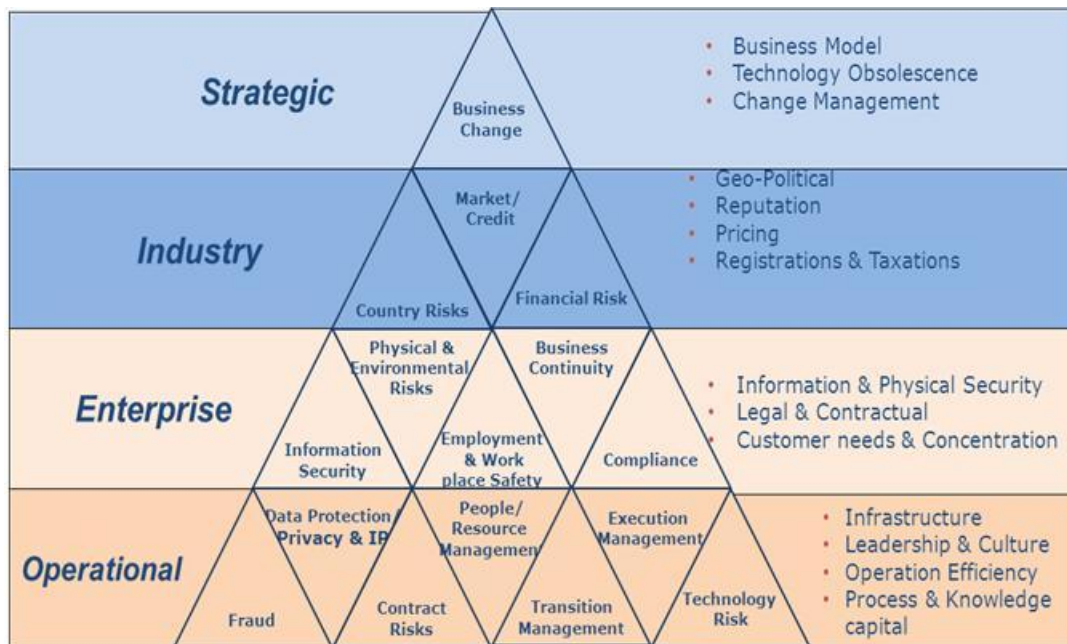 Strategic
Business
Change
• Business Model
• Technology Obsolescence
• Change Management
Industry
Market/
Credit
Country Risks
Financial Risk
• Geo-Political
• Reputation
• Pricing
• Registrations & Taxations
Enterprise
Physical &
Environmental
Risks
Business
Continuity
Information
Security
Employment
& Work
place Safety
Compliance
• Information & Physical Security
• Legal & Contractual
• Customer needs & Concentration
Operational
Data Protection/
Privacy & IP
People/
Resource
Managemen
Execution
Management
Fraud
Contract
Risks
Transition
Management
Technology
Risk
• Infrastructure
• Leadership & Culture
• Operation Efficiency
• Process & Knowledge
capital